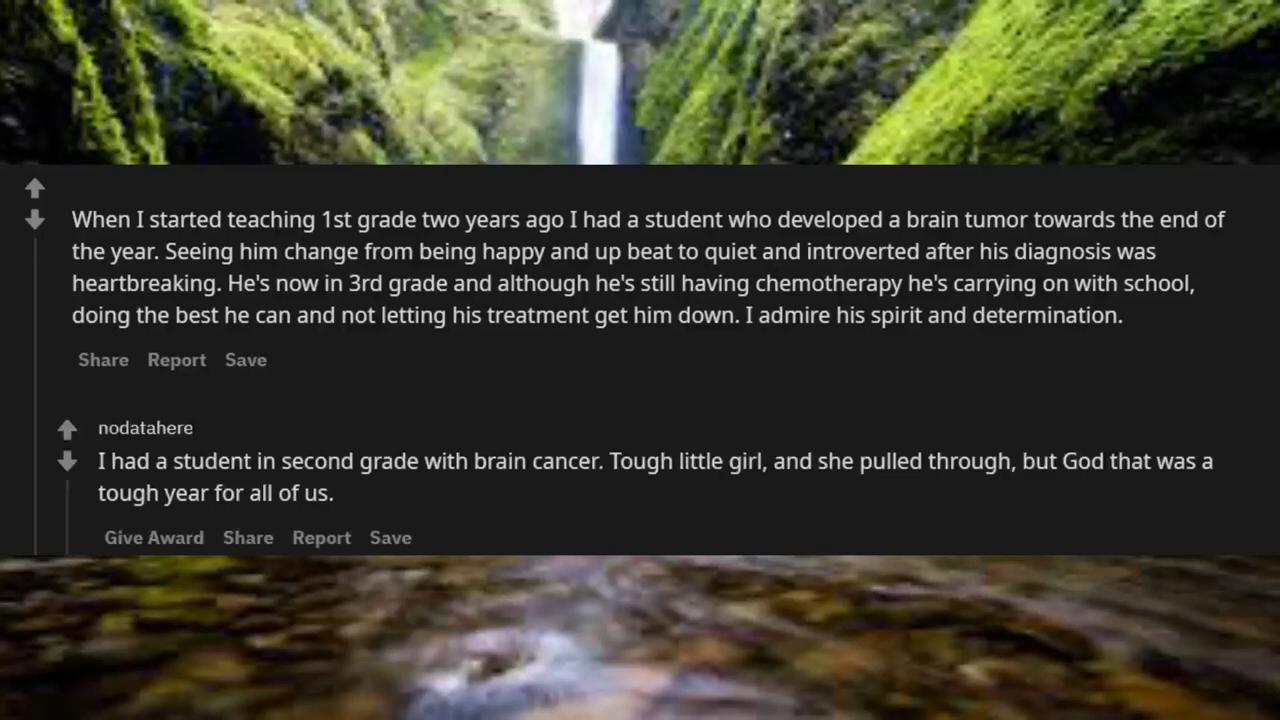 When I started teaching 1st grade two years ago I had a student who developed a brain tumor towards the end of
the year. Seeing him change from being happy and up beat to quiet and introverted after his diagnosis was
heartbreaking. He's now in 3rd grade and although he's still having chemotherapy he's carrying on with school,
doing the best he can and not letting his treatment get him down. I admire his spirit and determination.
Share Report Save
nodatahere
I had a student in second grade with brain cancer. Tough little girl, and she pulled through, but God that was a
tough year for all of us.
Give Award Share Report Save